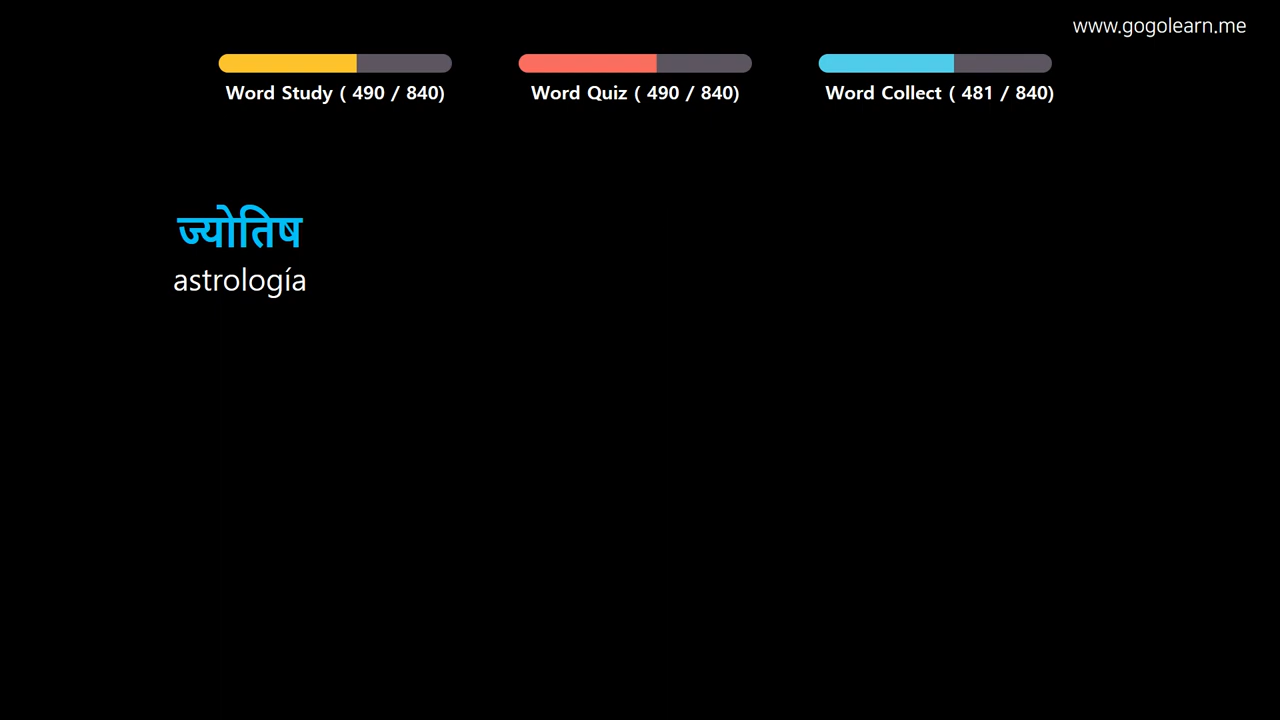 www.gogolearn.me
Word Study ( 490 / 840)
Word Quiz ( 490 / 840)
Word Collect ( 481 / 840)
ज्योतिष
astrología